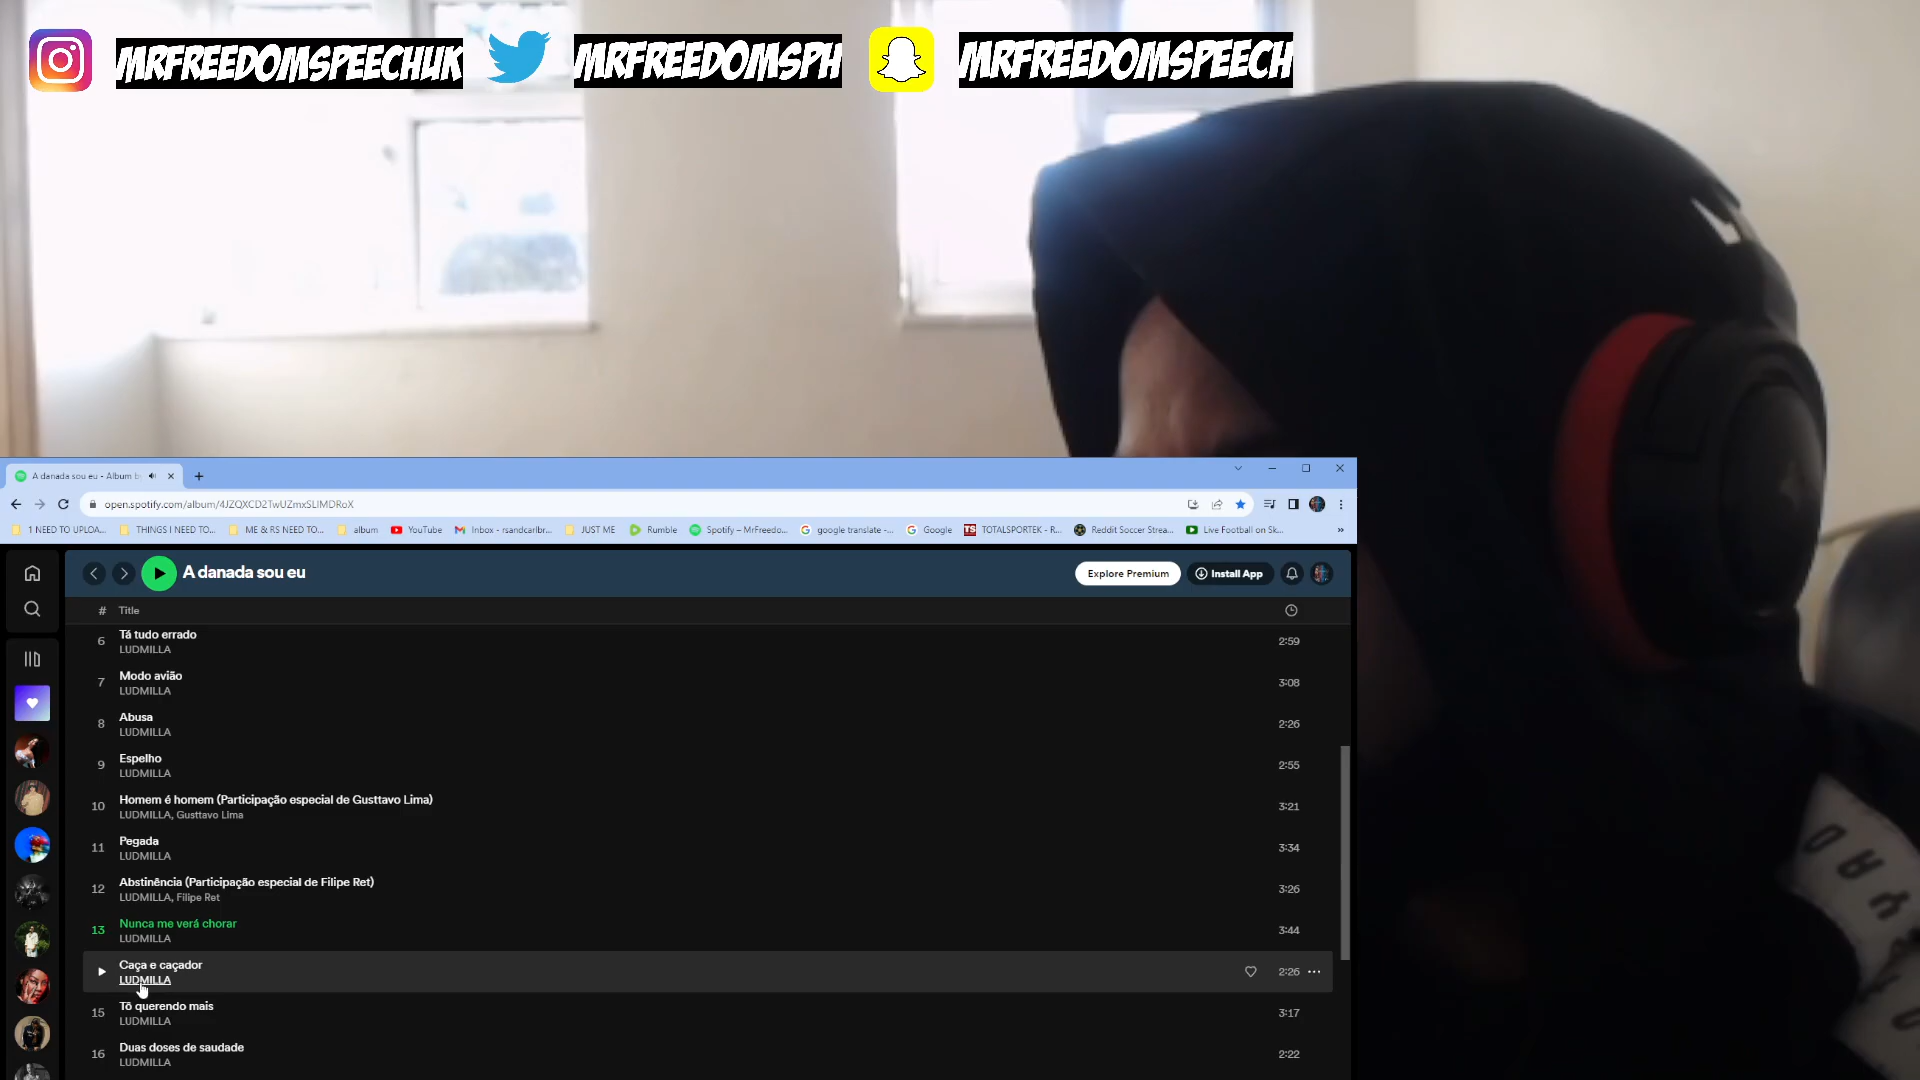 MRFREEDOMSPEECHUK MRFREEDOMSPH MRFREEDOMSPEECH
A danada sou eu - Album b
open.spotify.com/album/4JZQXCD2TwUZmxSLIMDRoX
1 NEED TO UPLOA... THINGS I NEED TO... ME & RS NEED TO... album YouTube Inbox - rsandcarlbr... JUST ME Rumble Spotify – MrFreedo... google translate -... Google TS TOTALSPORTEK - R... Reddit Soccer Strea... Live Football on Sk... »
A danada sou eu Explore Premium Install App
# Title
6 Tá tudo errado 2:59
LUDMILLA
7 Modo avião 3:08
LUDMILLA
8 Abusa 2:26
LUDMILLA
9 Espelho 2:55
LUDMILLA
10 Homem é homem (Participação especial de Gusttavo Lima) 3:21
LUDMILLA, Gusttavo Lima
11 Pegada 3:34
LUDMILLA
12 Abstinência (Participação especial de Filipe Ret) 3:26
LUDMILLA, Filipe Ret
13 Nunca me verá chorar 3:44
LUDMILLA
Caça e caçador 2:26
LUDMILLA
15 Tô querendo mais 3:17
LUDMILLA
16 Duas doses de saudade 2:22
LUDMILLA